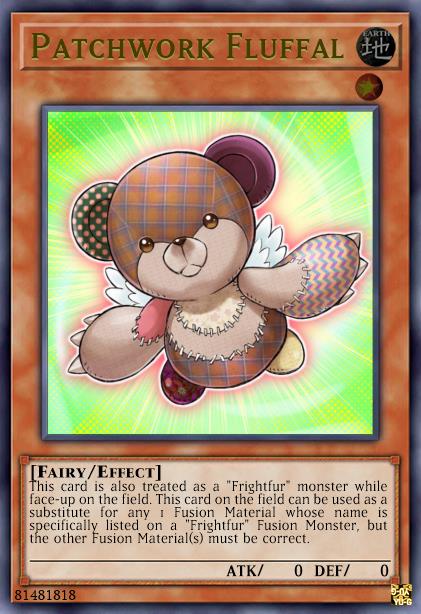 PATCHWORK FLUFFAL
EARTH
地
[FAIRY/EFFECT]
This card is also treated as a "Frightfur" monster while
face-up on the field. This card on the field can be used as a
substitute for any 1 Fusion Material whose name is
specifically listed on a "Frightfur" Fusion Monster, but
the other Fusion Material(s) must be correct.
ATK/ 0 DEF/ 0
81481818